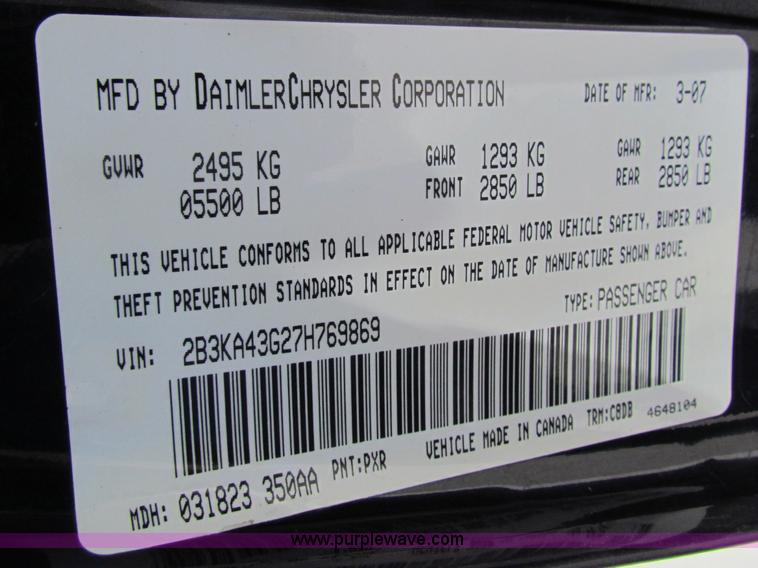 MFD BY DAIMLERCHRYSLER CORPORATION DATE OF MFR: 3-07
GVWR 2495 KG GAWR 1293 KG GAWR 1293 KG
05500 LB FRONT 2850 LB REAR 2850 LB
THIS VEHICLE CONFORMS TO ALL APPLICABLE FEDERAL MOTOR VEHICLE SAFETY, BUMPER AND
THEFT PREVENTION STANDARDS IN EFFECT ON THE DATE OF MANUFACTURE SHOWN ABOVE.
VIN: 2B3KA43G27H769869 TYPE: PASSENGER CAR
MDH: 031823 350AA PNT:PXR VEHICLE MADE IN CANADA TRM:C8DB 4648104
www.purplewave.com